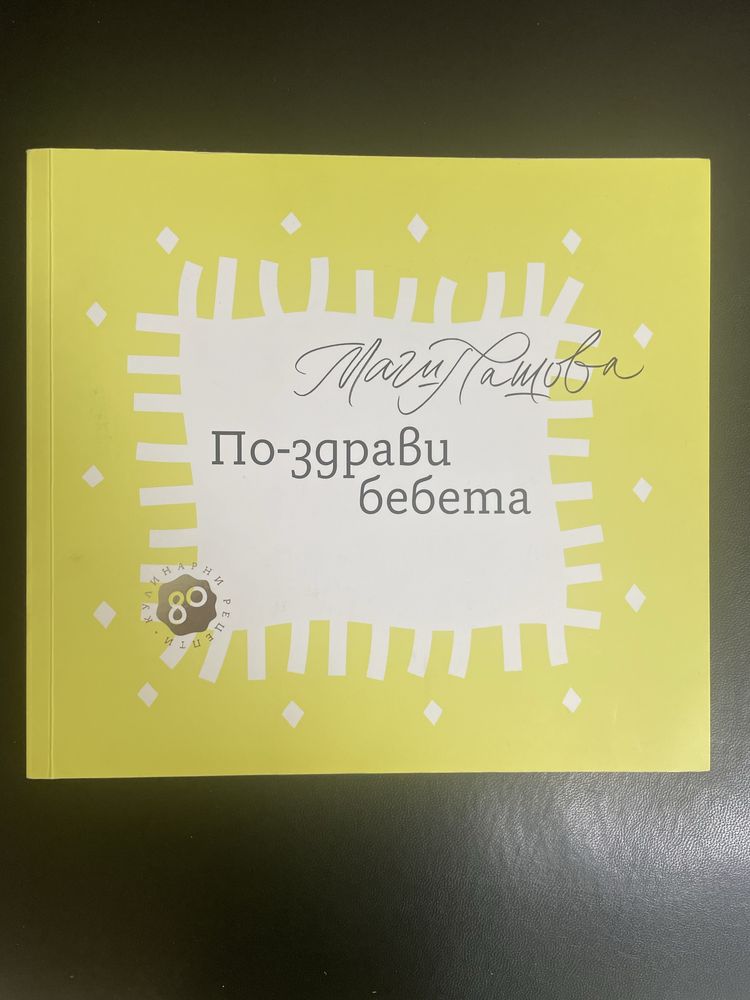 Маги Пашова
По-здрави
бебета
80
КУЛИНАРНИ РЕЦЕПТИ •